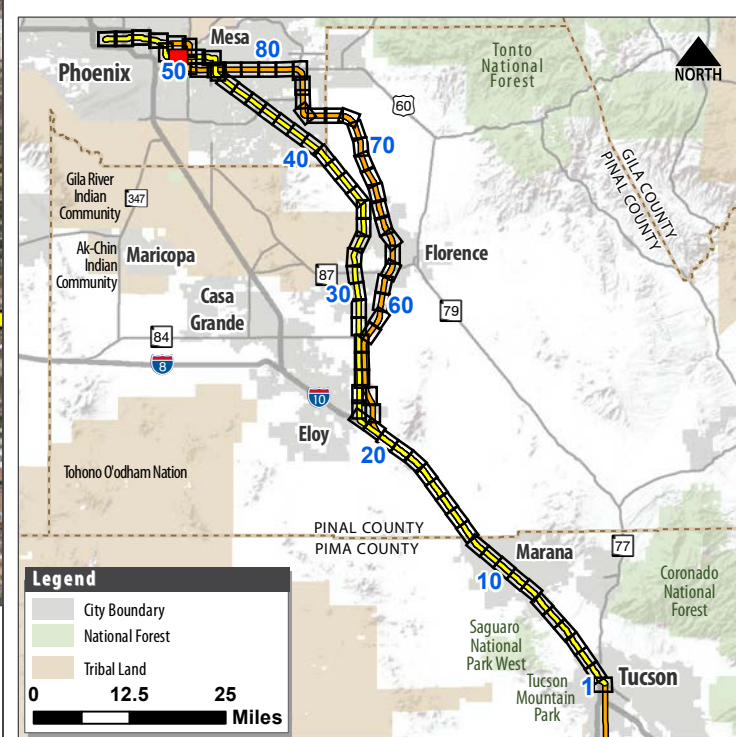 Mesa
80
Tonto
National
Forest
NORTH
Phoenix
50
60
70
40
GILA COUNTY
PINAL COUNTY
Gila River
Indian
Community
347
Ak-Chin
Indian
Community
Maricopa
Florence
87
Casa
Grande
30
60
79
84
8
10
Eloy
20
Tohono O'odham Nation
PINAL COUNTY
PIMA COUNTY
Marana
77
10
Coronado
National
Forest
Saguaro
National
Park West
Tucson
Mountain
Park
1
Tucson
Legend
City Boundary
National Forest
Tribal Land
0 12.5 25
Miles